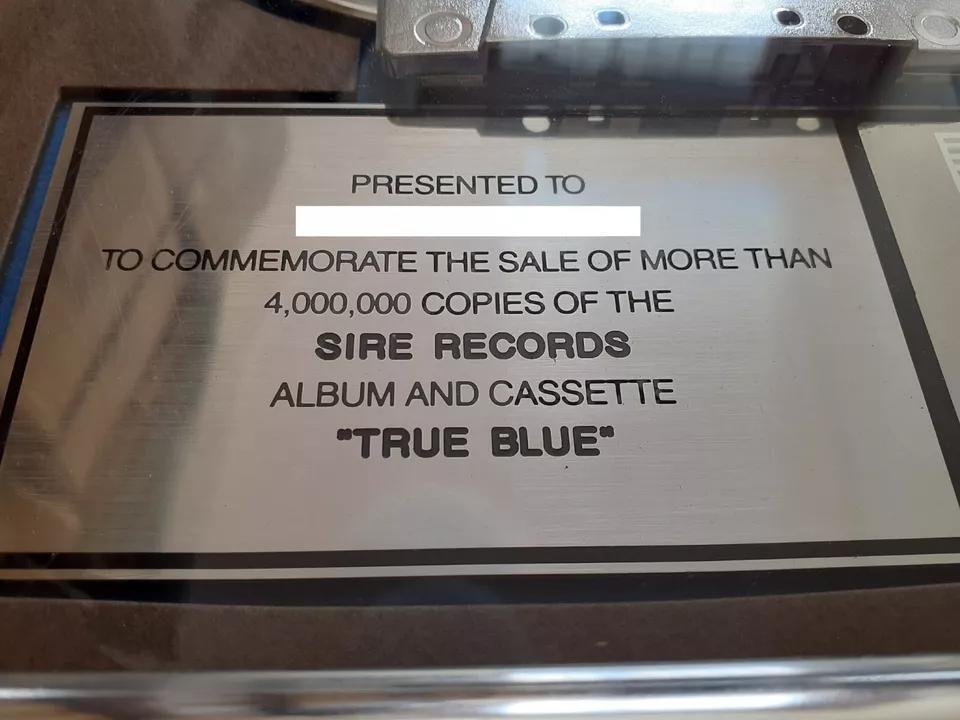 PRESENTED TO
TO COMMEMORATE THE SALE OF MORE THAN
4,000,000 COPIES OF THE
SIRE RECORDS
ALBUM AND CASSETTE
"TRUE BLUE"